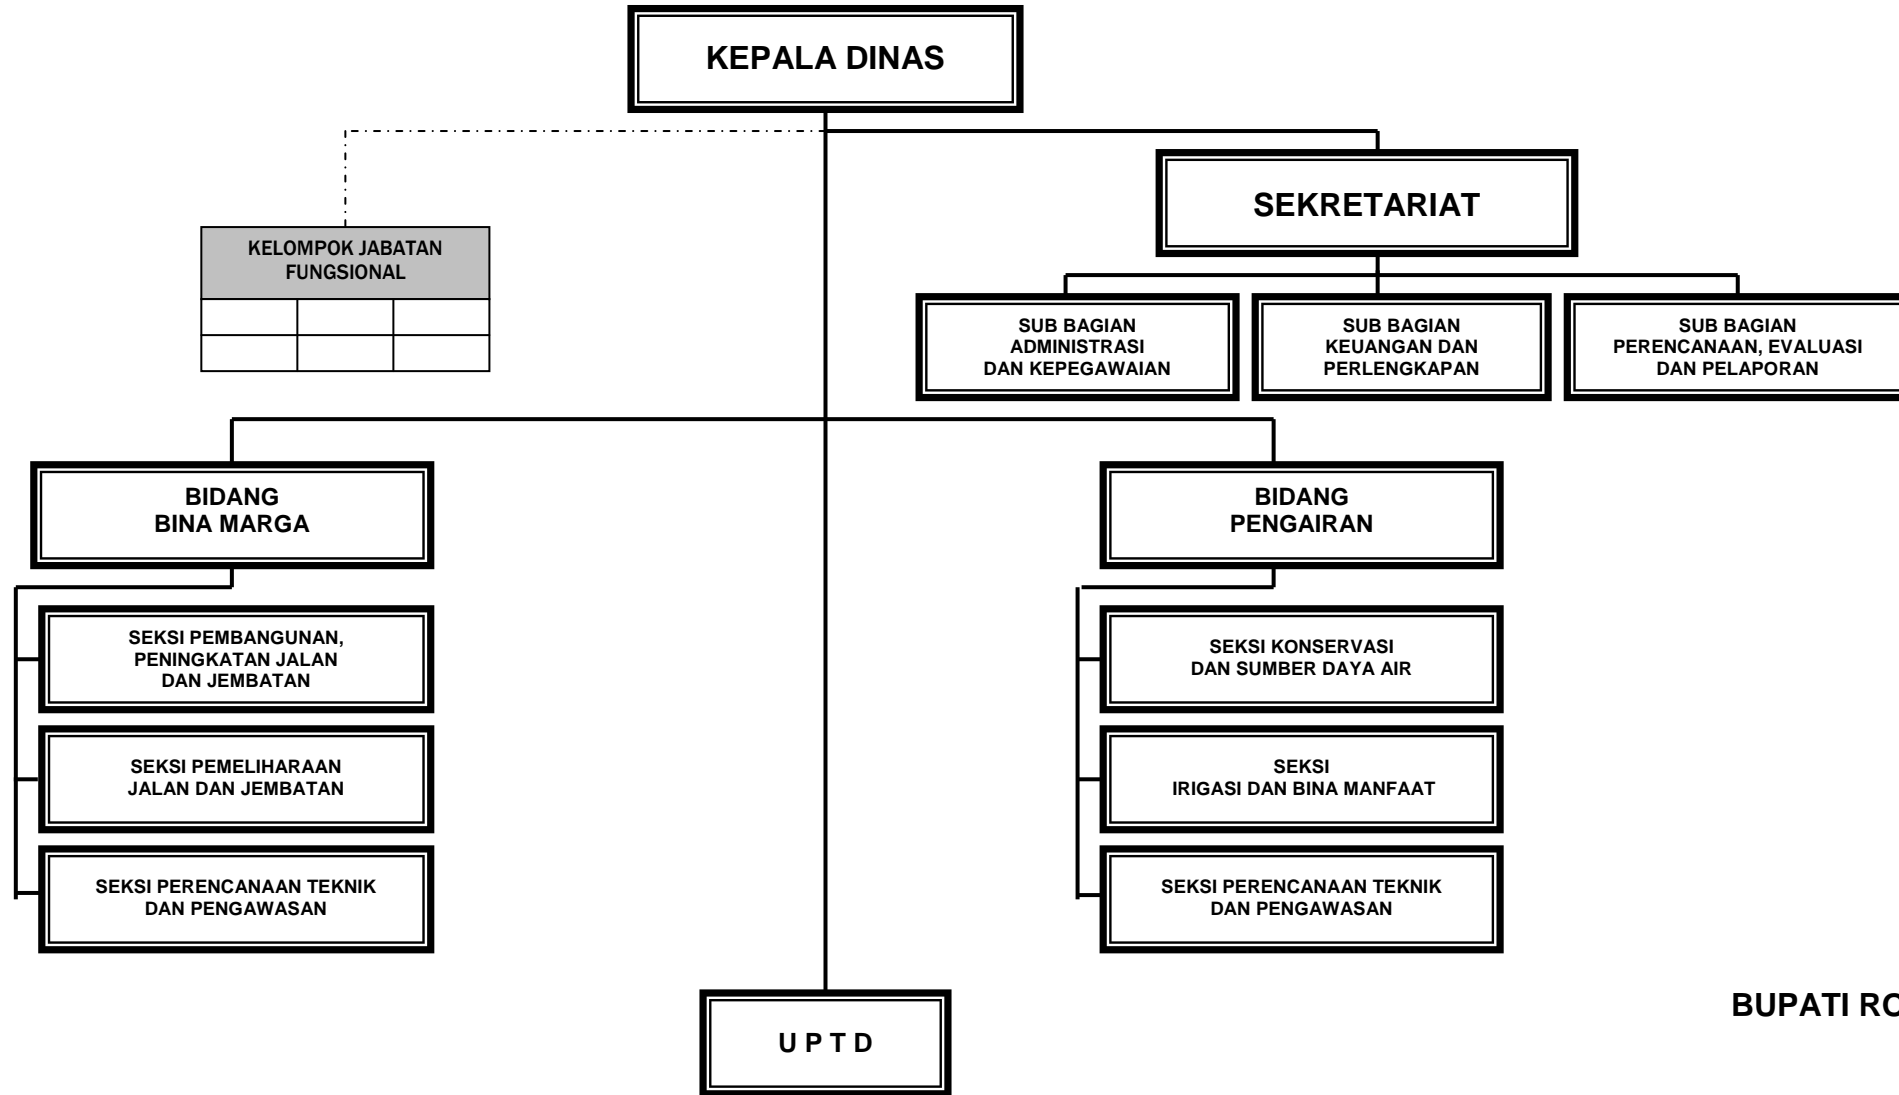 KEPALA DINAS
SEKRETARIAT
KELOMPOK JABATAN
FUNGSIONAL
SUB BAGIAN
ADMINISTRASI
DAN KEPEGAWAIAN
SUB BAGIAN
KEUANGAN DAN
PERLENGKAPAN
SUB BAGIAN
PERENCANAAN, EVALUASI
DAN PELAPORAN
BIDANG
BINA MARGA
BIDANG
PENGAIRAN
SEKSI PEMBANGUNAN,
PENINGKATAN JALAN
DAN JEMBATAN
SEKSI PEMELIHARAAN
JALAN DAN JEMBATAN
SEKSI PERENCANAAN TEKNIK
DAN PENGAWASAN
SEKSI KONSERVASI
DAN SUMBER DAYA AIR
SEKSI
IRIGASI DAN BINA MANFAAT
SEKSI PERENCANAAN TEKNIK
DAN PENGAWASAN
U P T D
BUPATI